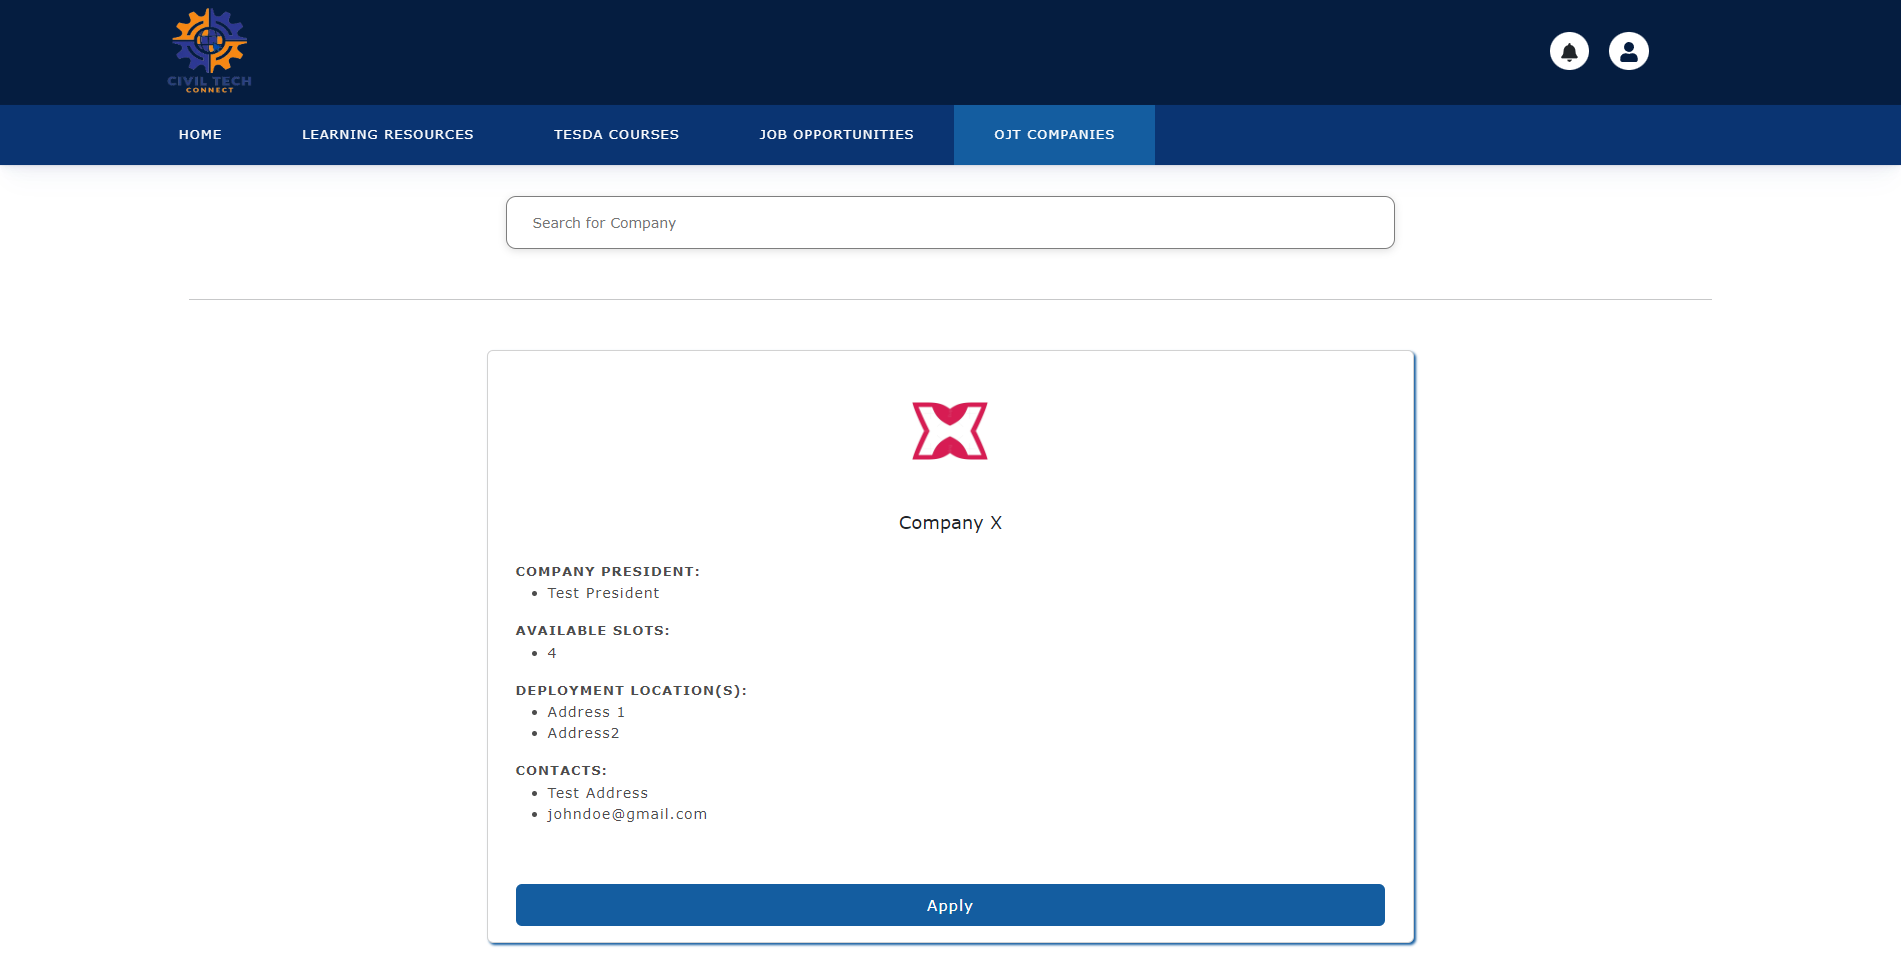 CIVIL TECH
CONNECT
HOME
LEARNING RESOURCES
TESDA COURSES
JOB OPPORTUNITIES
OJT COMPANIES
Search for Company
Company X
COMPANY PRESIDENT:
Test President
AVAILABLE SLOTS:
4
DEPLOYMENT LOCATION(S):
Address 1
Address2
CONTACTS:
Test Address
johndoe@gmail.com
Apply